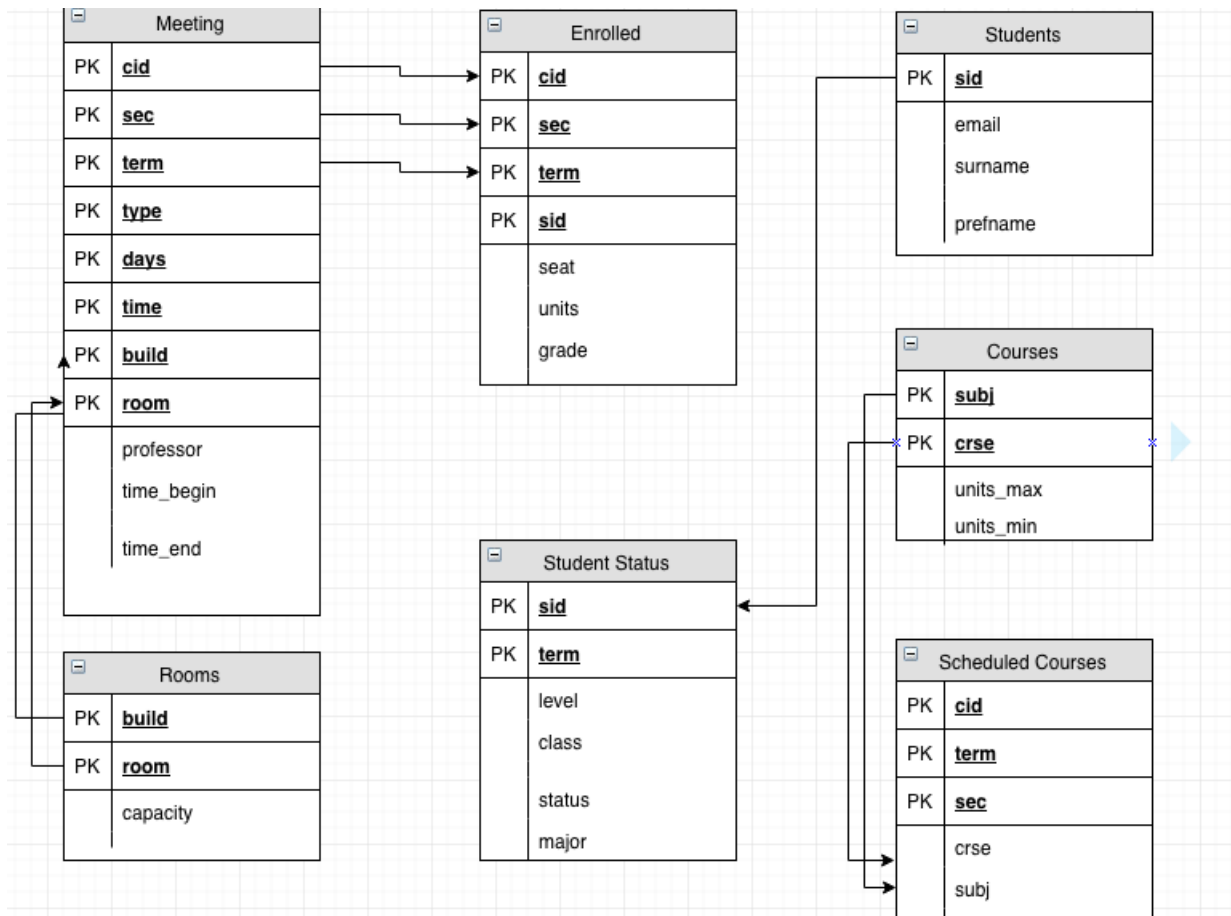 Meeting
PK cid
PK sec
PK term
PK type
PK days
PK time
PK build
PK room
professor
time_begin
time_end
Enrolled
PK cid
PK sec
PK term
PK sid
seat
units
grade
Students
PK sid
email
surname
prefname
Courses
PK subj
PK crse
units_max
units_min
Student Status
PK sid
PK term
level
class
status
major
Rooms
PK build
PK room
capacity
Scheduled Courses
PK cid
PK term
PK sec
crse
subj